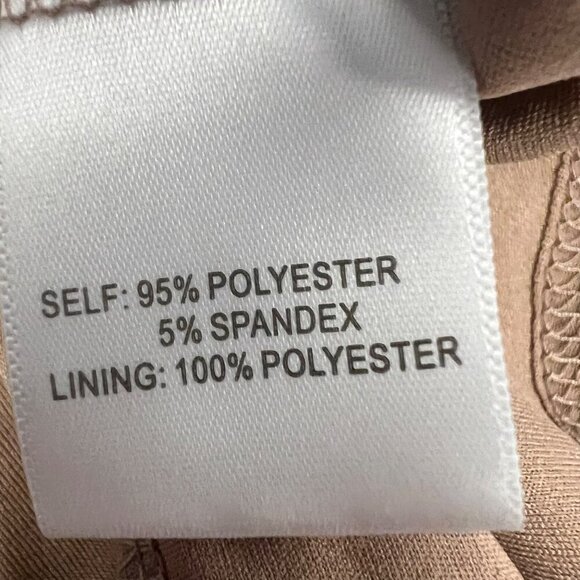 SELF: 95% POLYESTER
5% SPANDEX
LINING: 100% POLYESTER